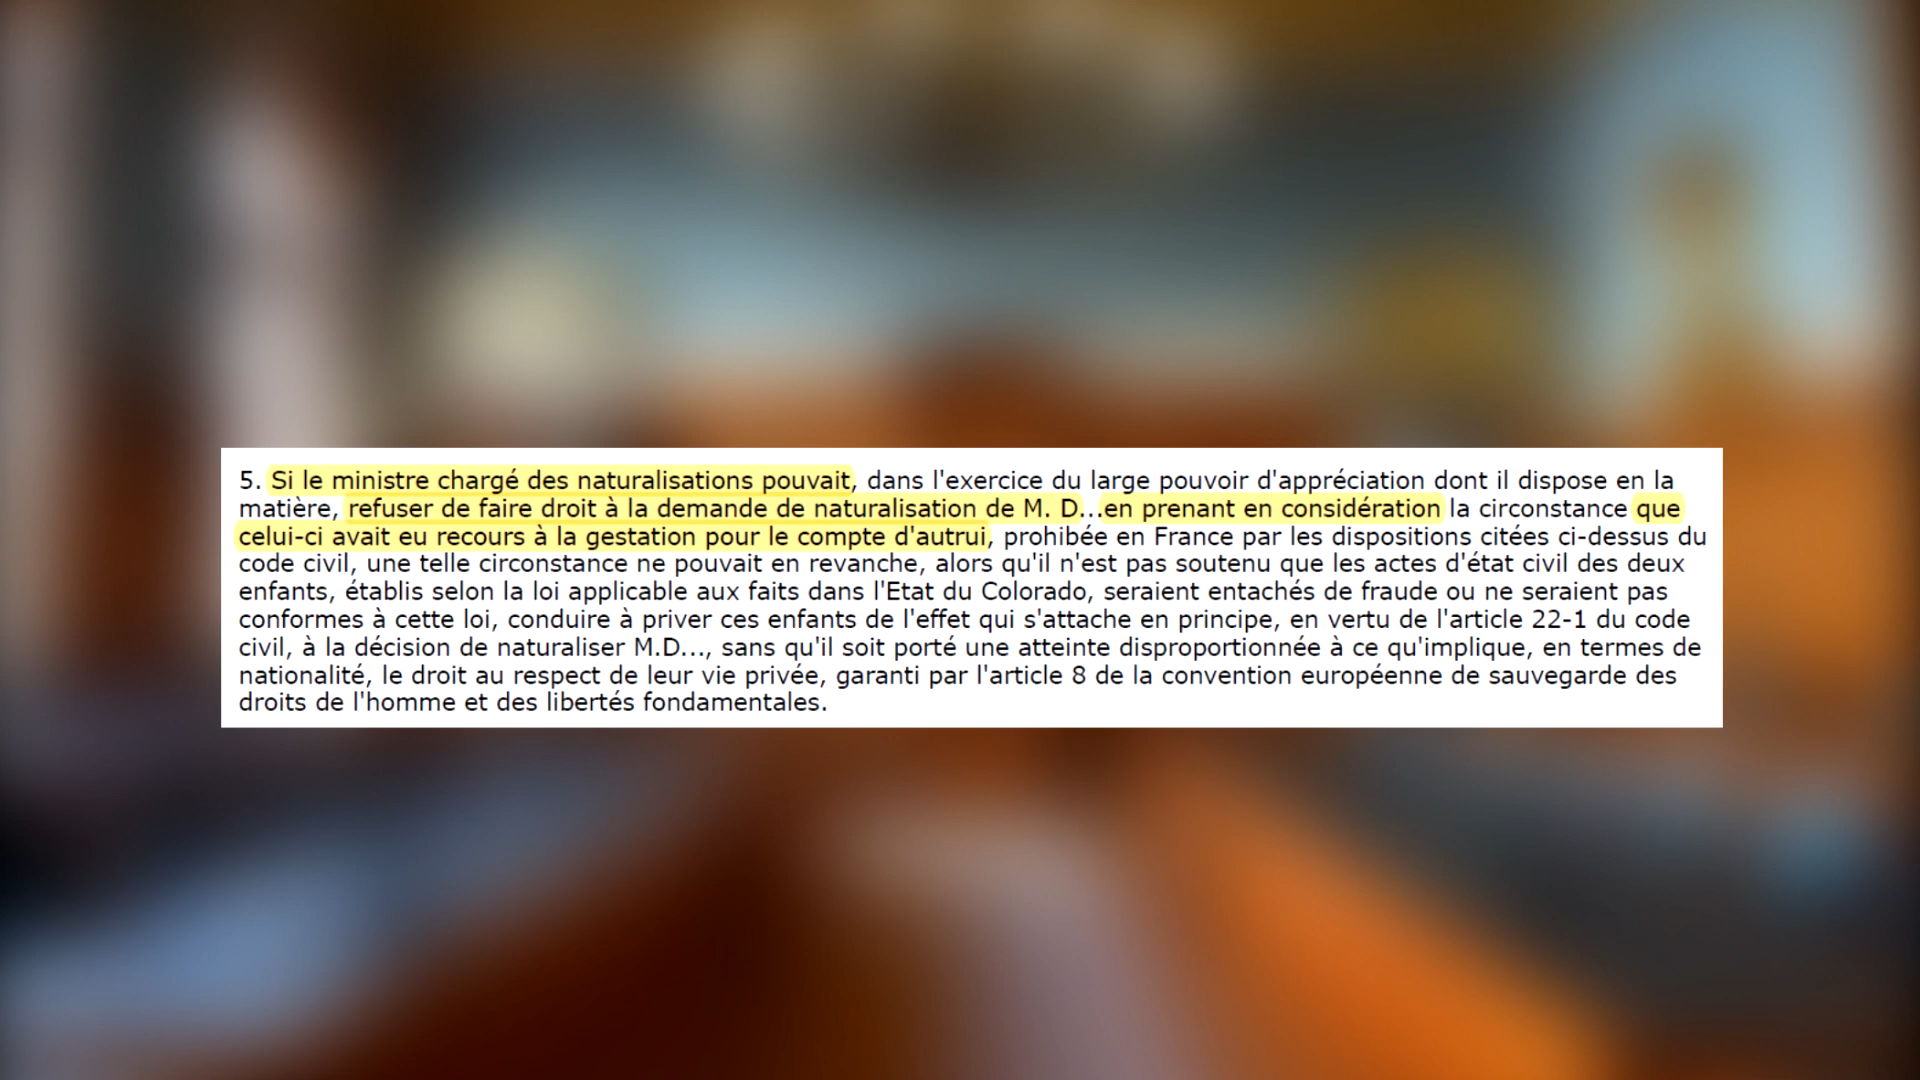 5. Si le ministre chargé des naturalisations pouvait, dans l'exercice du large pouvoir d'appréciation dont il dispose en la
matière, refuser de faire droit à la demande de naturalisation de M. D...en prenant en considération la circonstance que
celui-ci avait eu recours à la gestation pour le compte d'autrui, prohibée en France par les dispositions citées ci-dessus du
code civil, une telle circonstance ne pouvait en revanche, alors qu'il n'est pas soutenu que les actes d'état civil des deux
enfants, établis selon la loi applicable aux faits dans l'Etat du Colorado, seraient entachés de fraude ou ne seraient pas
conformes à cette loi, conduire à priver ces enfants de l'effet qui s'attache en principe, en vertu de l'article 22-1 du code
civil, à la décision de naturaliser M.D..., sans qu'il soit porté une atteinte disproportionnée à ce qu'implique, en termes de
nationalité, le droit au respect de leur vie privée, garanti par l'article 8 de la convention européenne de sauvegarde des
droits de l'homme et des libertés fondamentales.